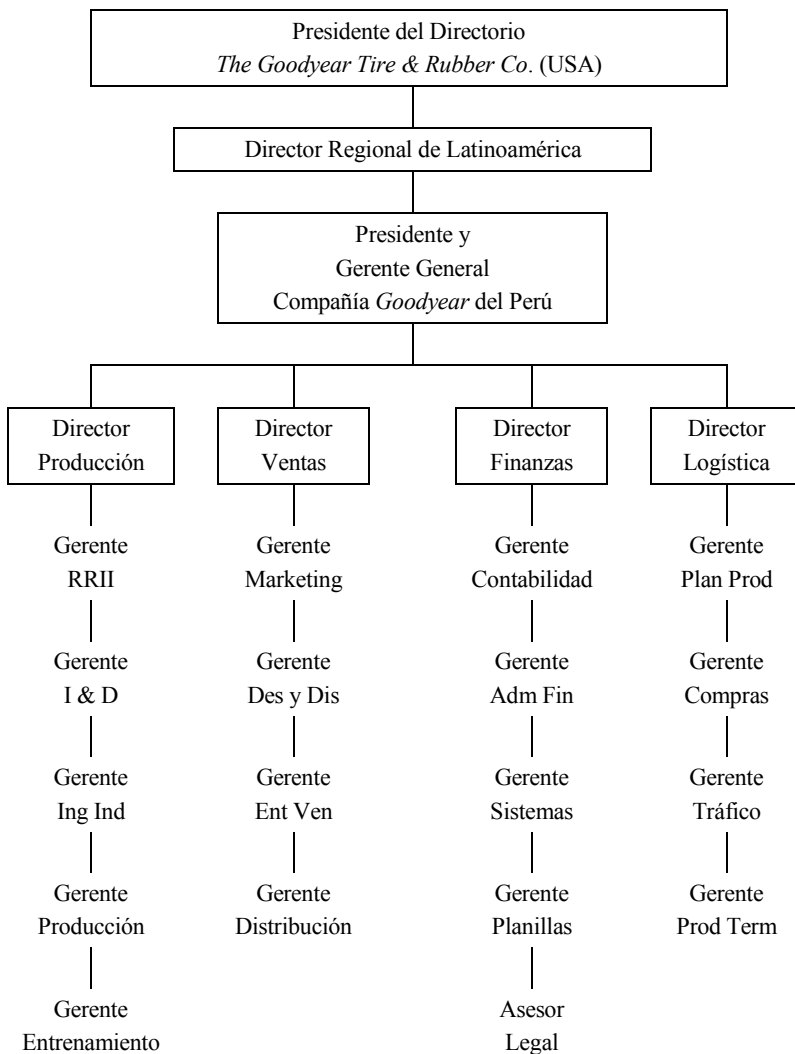 Presidente del Directorio
The Goodyear Tire & Rubber Co. (USA)
Director Regional de Latinoamérica
Presidente y
Gerente General
Compañía Goodyear del Perú
Director
Producción
Director
Ventas
Director
Finanzas
Director
Logística
Gerente
RRII
Gerente
Marketing
Gerente
Contabilidad
Gerente
Plan Prod
Gerente
I & D
Gerente
Des y Dis
Gerente
Adm Fin
Gerente
Compras
Gerente
Ing Ind
Gerente
Ent Ven
Gerente
Sistemas
Gerente
Tráfico
Gerente
Producción
Gerente
Distribución
Gerente
Planillas
Gerente
Prod Term
Gerente
Entrenamiento
Asesor
Legal